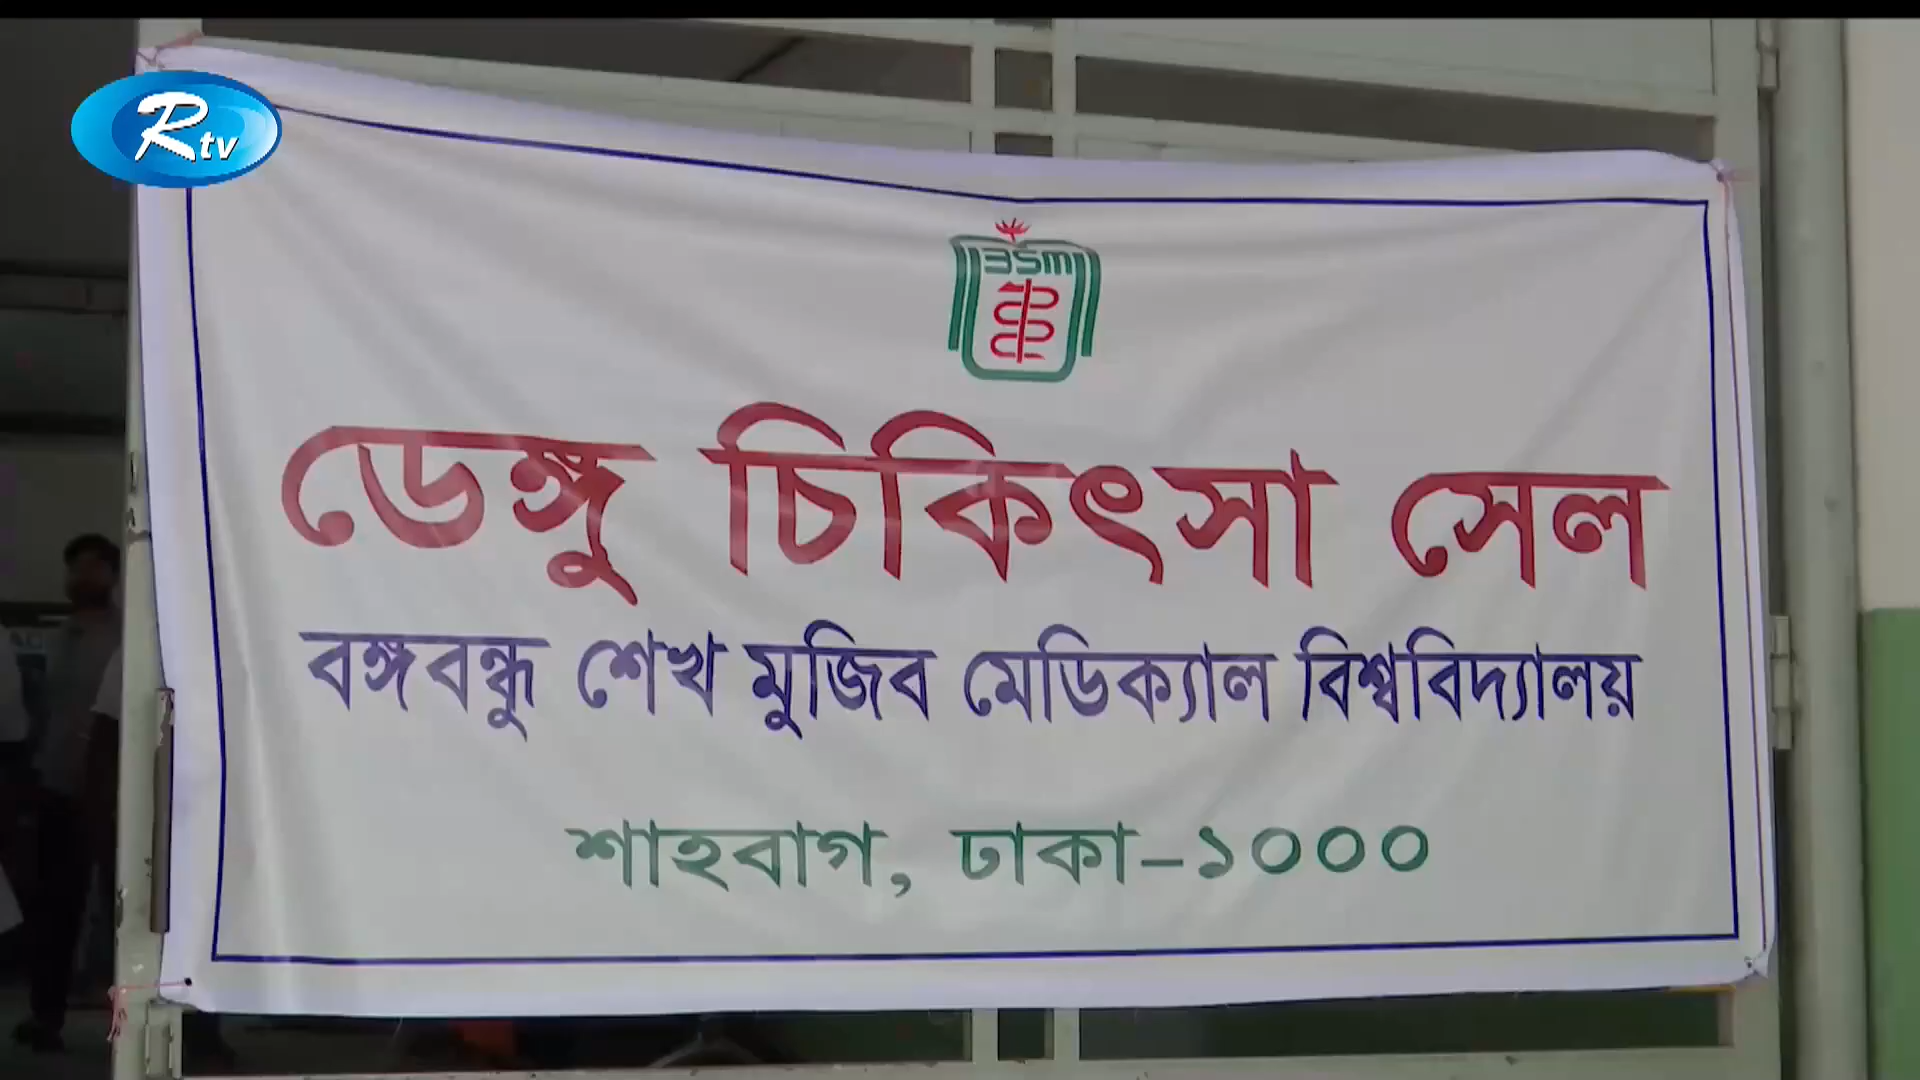 Rtv
BSM
ডেঙ্গু চিকিৎসা সেল
বঙ্গবন্ধু শেখ মুজিব মেডিক্যাল বিশ্ববিদ্যালয়
শাহবাগ, ঢাকা-১০০০